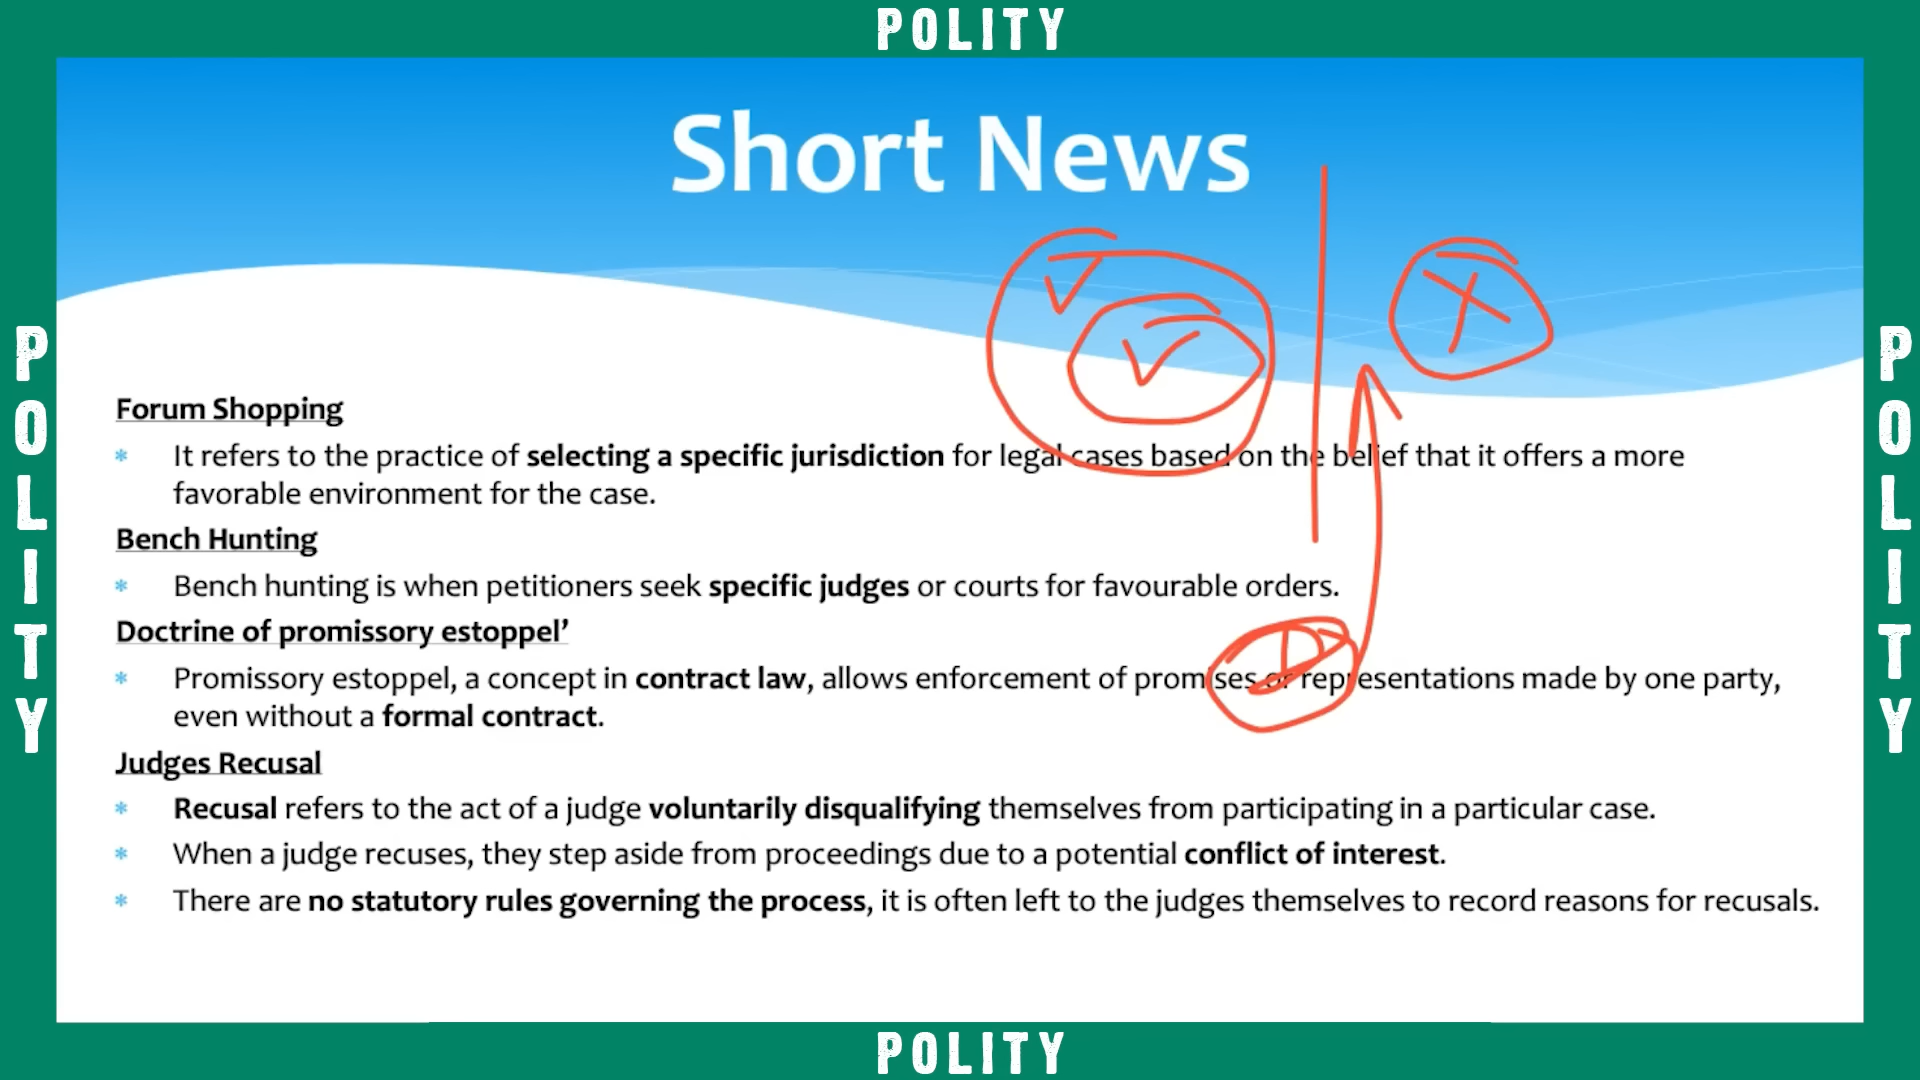 POLITY
Short News
Forum Shopping
It refers to the practice of selecting a specific jurisdiction for legal cases based on the belief that it offers a more
favorable environment for the case.
Bench Hunting
Bench hunting is when petitioners seek specific judges or courts for favourable orders.
Doctrine of promissory estoppel’
Promissory estoppel, a concept in contract law, allows enforcement of promises or representations made by one party,
even without a formal contract.
Judges Recusal
Recusal refers to the act of a judge voluntarily disqualifying themselves from participating in a particular case.
When a judge recuses, they step aside from proceedings due to a potential conflict of interest.
There are no statutory rules governing the process, it is often left to the judges themselves to record reasons for recusals.
POLITY
POLITY
POLITY